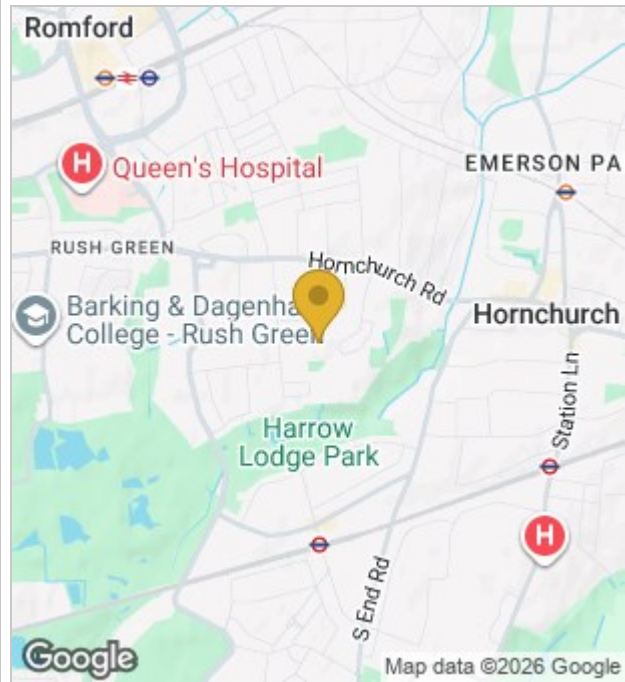 Romford
H
Queen's Hospital
EMERSON PA
RUSH GREEN
Hornchurch Rd
Barking & Dagenha
College - Rush Green
Hornchurch
Station Ln
Harrow
Lodge Park
H
S End Rd
Google
Map data ©2026 Google